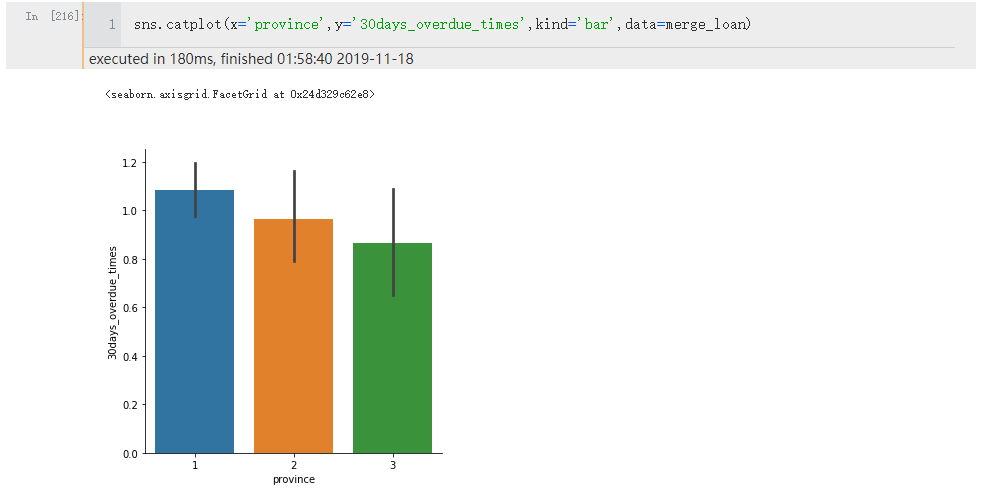 In [216]:
1 sns.catplot(x='province',y='30days_overdue_times',kind='bar',data=merge_loan)
executed in 180ms, finished 01:58:40 2019-11-18
<seaborn.axisgrid.FacetGrid at 0x24d329c62e8>
1.2
1.0
0.8
0.6
0.4
0.2
0.0
30days_overdue_times
1 2 3
province